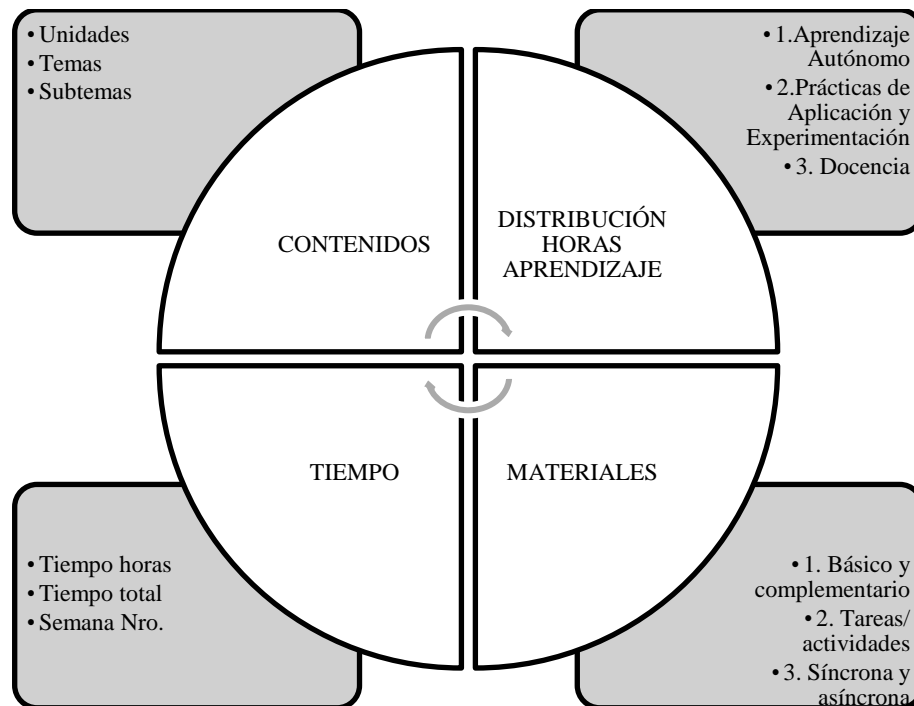 • Unidades
• Temas
• Subtemas
• 1.Aprendizaje
Autónomo
• 2.Prácticas de
Aplicación y
Experimentación
• 3. Docencia
CONTENIDOS
DISTRIBUCIÓN
HORAS
APRENDIZAJE
TIEMPO
MATERIALES
• Tiempo horas
• Tiempo total
• Semana Nro.
• 1. Básico y
complementario
• 2. Tareas/
actividades
• 3. Síncrona y
asíncrona